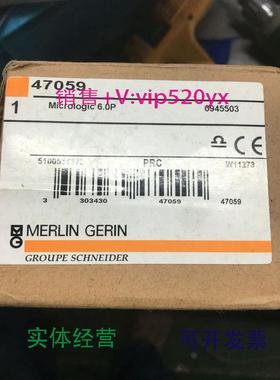 47059
1 Micrologic 6.0P 0945503
销售+V:vip520yx
PRC W11373
3 303430 47059 47059
MERLIN GERIN
GROUPE SCHNEIDER
实体经营 可开发票